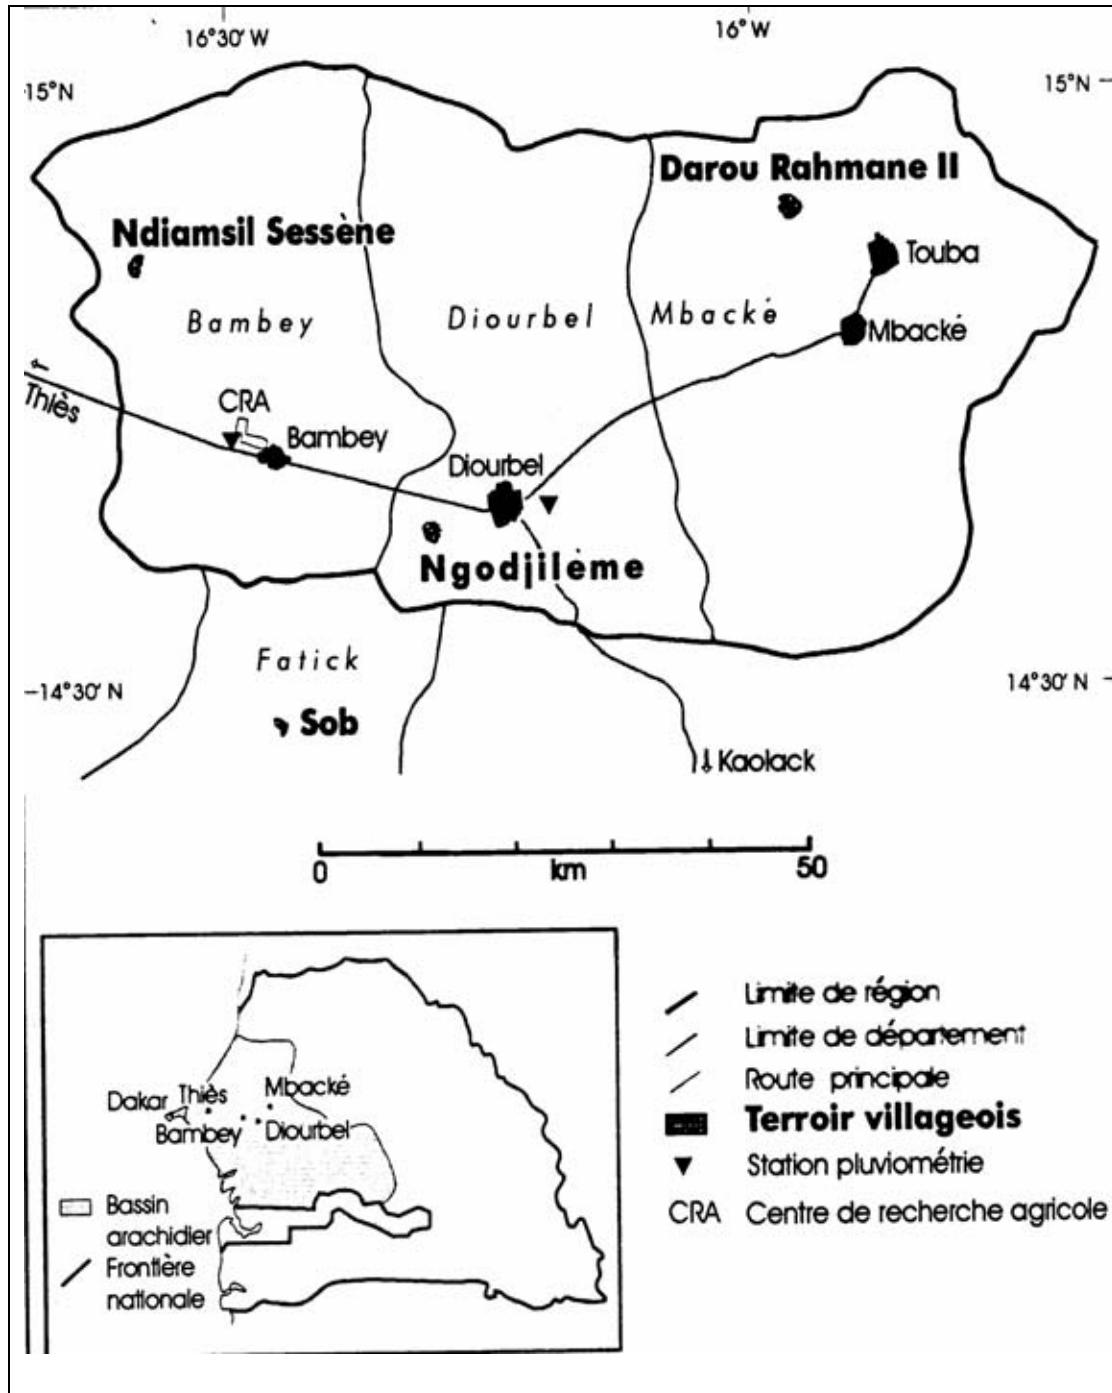 16°30' W
16° W
15°N
15°N
Darou Rahmane II
Ndiamsil Sessène
Touba
Bambey
Diourbel
Mbacké
Mbacké
Thiès
CRA
Bambey
Diourbel
Ngodjilème
Fatick
14°30' N
14°30' N
Sob
Kaolack
0
km
50
Limite de région
Limite de département
Route principale
Terroir villageois
Station pluviométrie
CRA Centre de recherche agricole
Dakar
Thiès
Mbacké
Bambey
Diourbel
Bassin
arachidier
Frontière
nationale